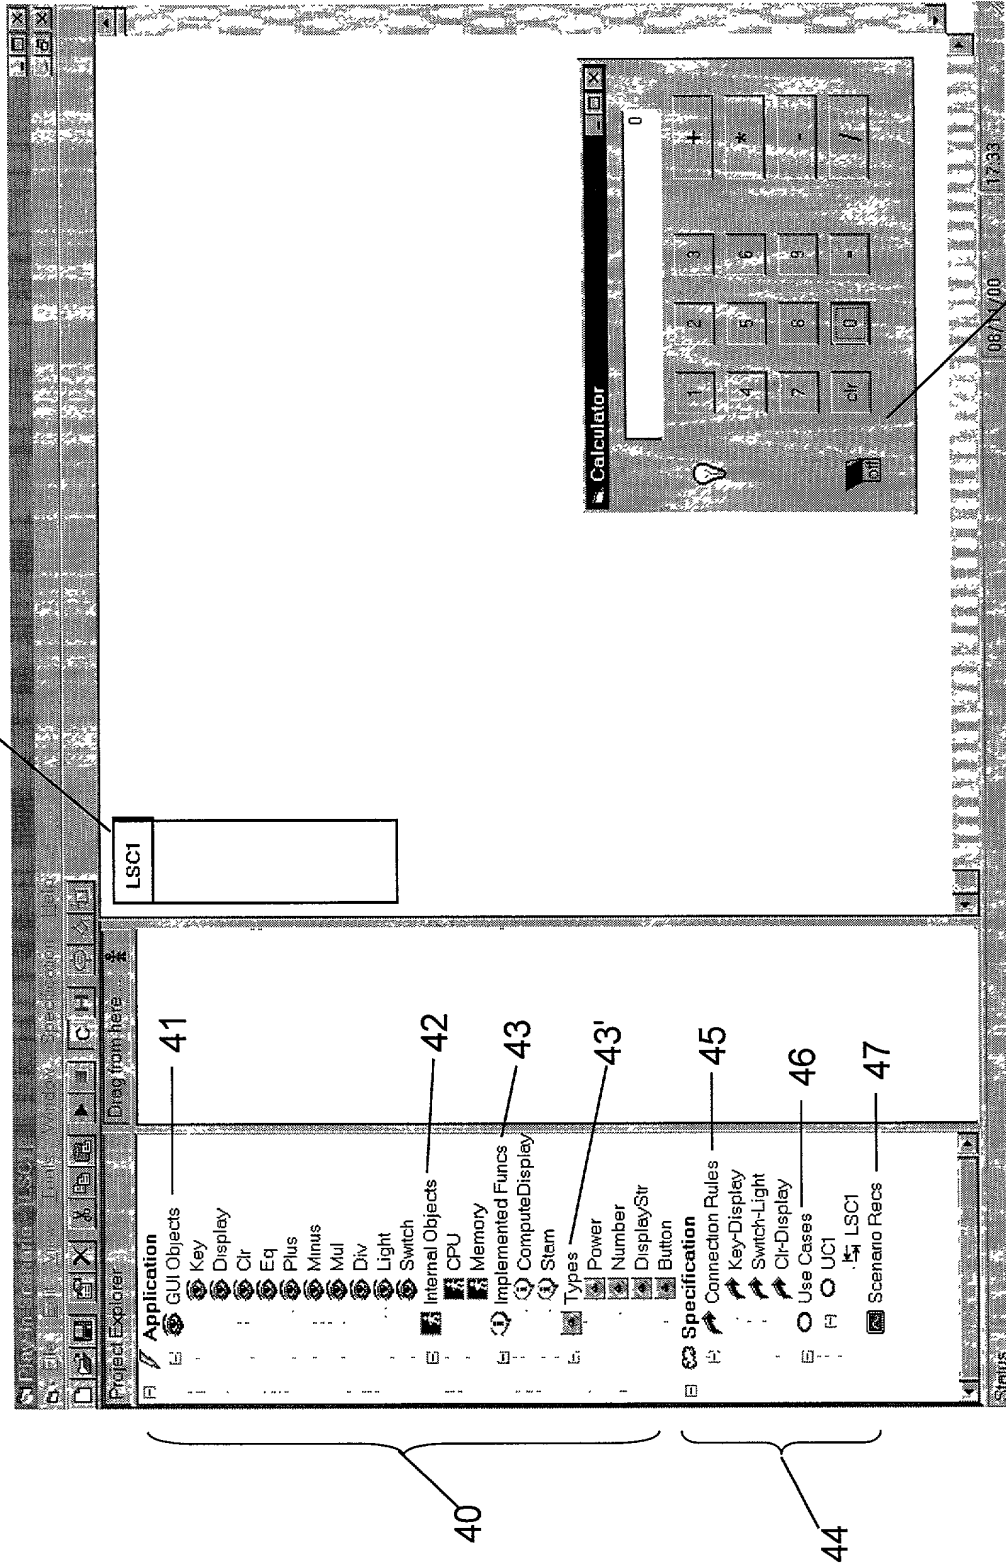 Project Explorer
Application
GUI Objects
Key
Display
Clr
Eq
Plus
Minus
Mul
Div
Light
Switch
Internal Objects
CPU
Memory
Implemented Funcs
ComputeDisplay
Stam
Types
Power
Number
DisplayStr
Button
Specification
Connection Rules
Key-Display
Switch-Light
Clr-Display
Use Cases
UC1
LSC1
Scenario Recs
40
41
42
43
43'
44
45
46
47
Drag from here ...
C H
LSC1
Calculator
0
1 2 3 +
4 5 6 *
7 8 9 -
clr 0 = /
off
Status
08/11/00
17:33